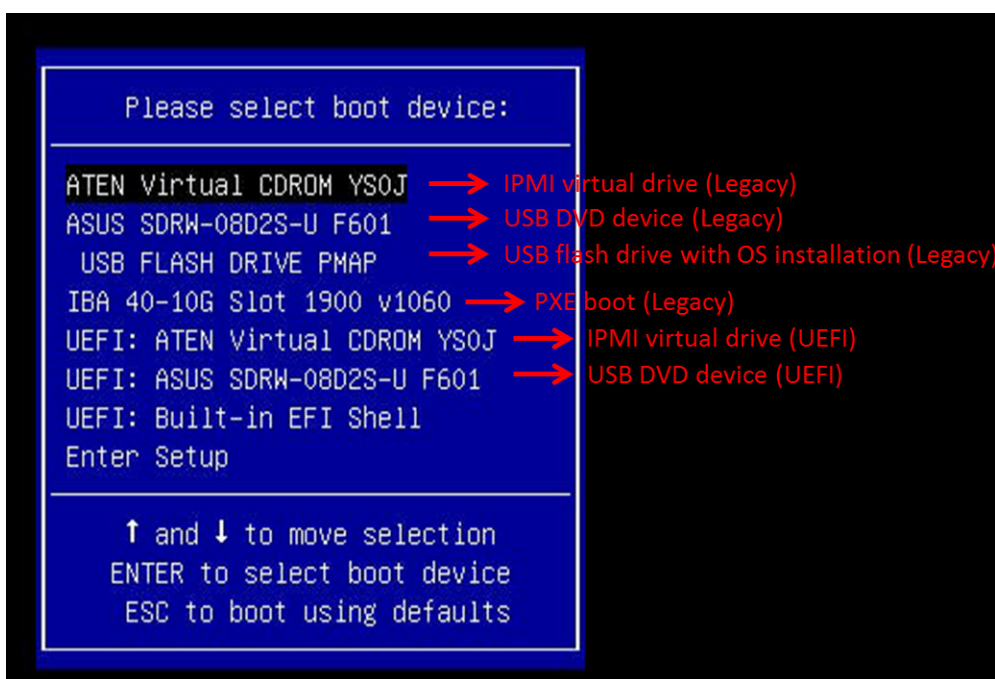 Please select boot device:
ATEN Virtual CDROM YS0J → IPMI virtual drive (Legacy)
ASUS SDRW-08D2S-U F601 → USB DVD device (Legacy)
USB FLASH DRIVE PMAP → USB flash drive with OS installation (Legacy)
IBA 40-10G Slot 1900 v1060 → PXE boot (Legacy)
UEFI: ATEN Virtual CDROM YS0J → IPMI virtual drive (UEFI)
UEFI: ASUS SDRW-08D2S-U F601 → USB DVD device (UEFI)
UEFI: Built-in EFI Shell
Enter Setup
↑ and ↓ to move selection
ENTER to select boot device
ESC to boot using defaults